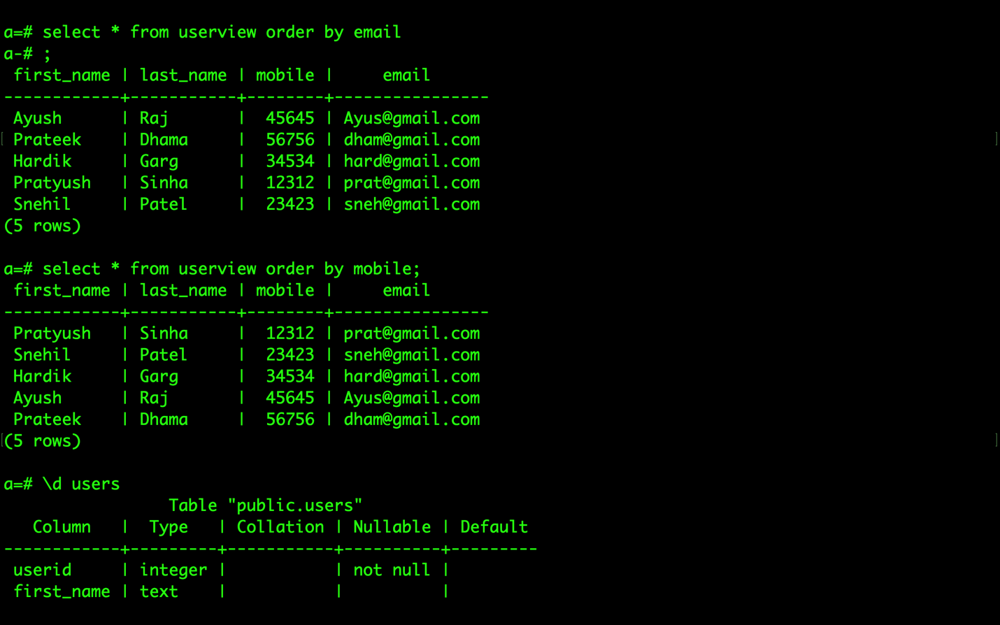 a=# select * from userview order by email
a-# ;
 first_name | last_name | mobile |     email
------------+-----------+--------+----------------
 Ayush      | Raj       |  45645 | Ayus@gmail.com
 Prateek    | Dhama     |  56756 | dham@gmail.com
 Hardik     | Garg      |  34534 | hard@gmail.com
 Pratyush   | Sinha     |  12312 | prat@gmail.com
 Snehil     | Patel     |  23423 | sneh@gmail.com
(5 rows)

a=# select * from userview order by mobile;
 first_name | last_name | mobile |     email
------------+-----------+--------+----------------
 Pratyush   | Sinha     |  12312 | prat@gmail.com
 Snehil     | Patel     |  23423 | sneh@gmail.com
 Hardik     | Garg      |  34534 | hard@gmail.com
 Ayush      | Raj       |  45645 | Ayus@gmail.com
 Prateek    | Dhama     |  56756 | dham@gmail.com
(5 rows)

a=# \d users
                 Table "public.users"
   Column   |  Type   | Collation | Nullable | Default
------------+---------+-----------+----------+---------
 userid     | integer |           | not null |
 first_name | text    |           |          |